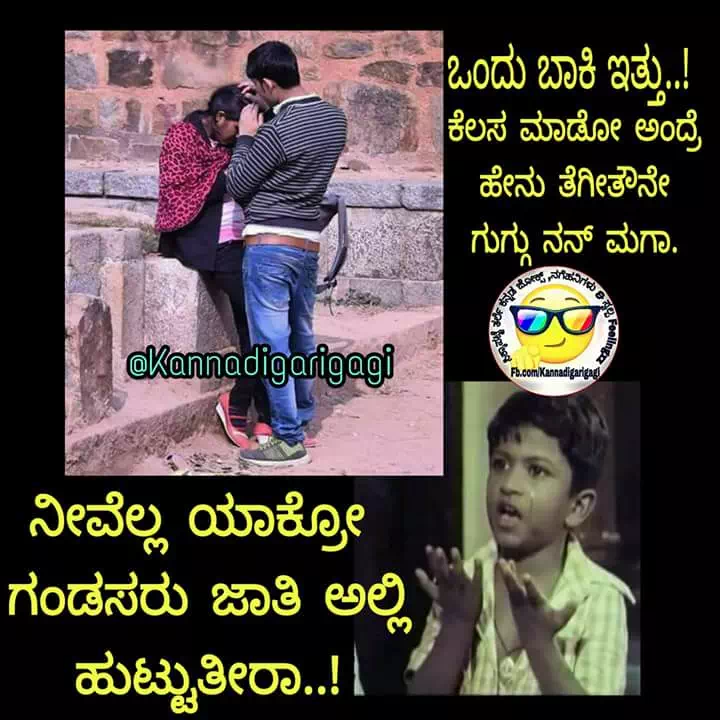 ಒಂದು ಬಾಕಿ ಇತ್ತು..!
ಕೆಲಸ ಮಾಡೋ ಅಂದ್ರೆ
ಹೇನು ತೆಗೀತೌನೇ
ಗುಗ್ಗು ನನ್ ಮಗಾ.
Fb.com/Kannadigarigagi
@Kannadigarigagi
ನೀವೆಲ್ಲ ಯಾಕ್ರೋ
ಗಂಡಸರು ಜಾತಿ ಅಲ್ಲಿ
ಹುಟ್ಟುತೀರಾ..!